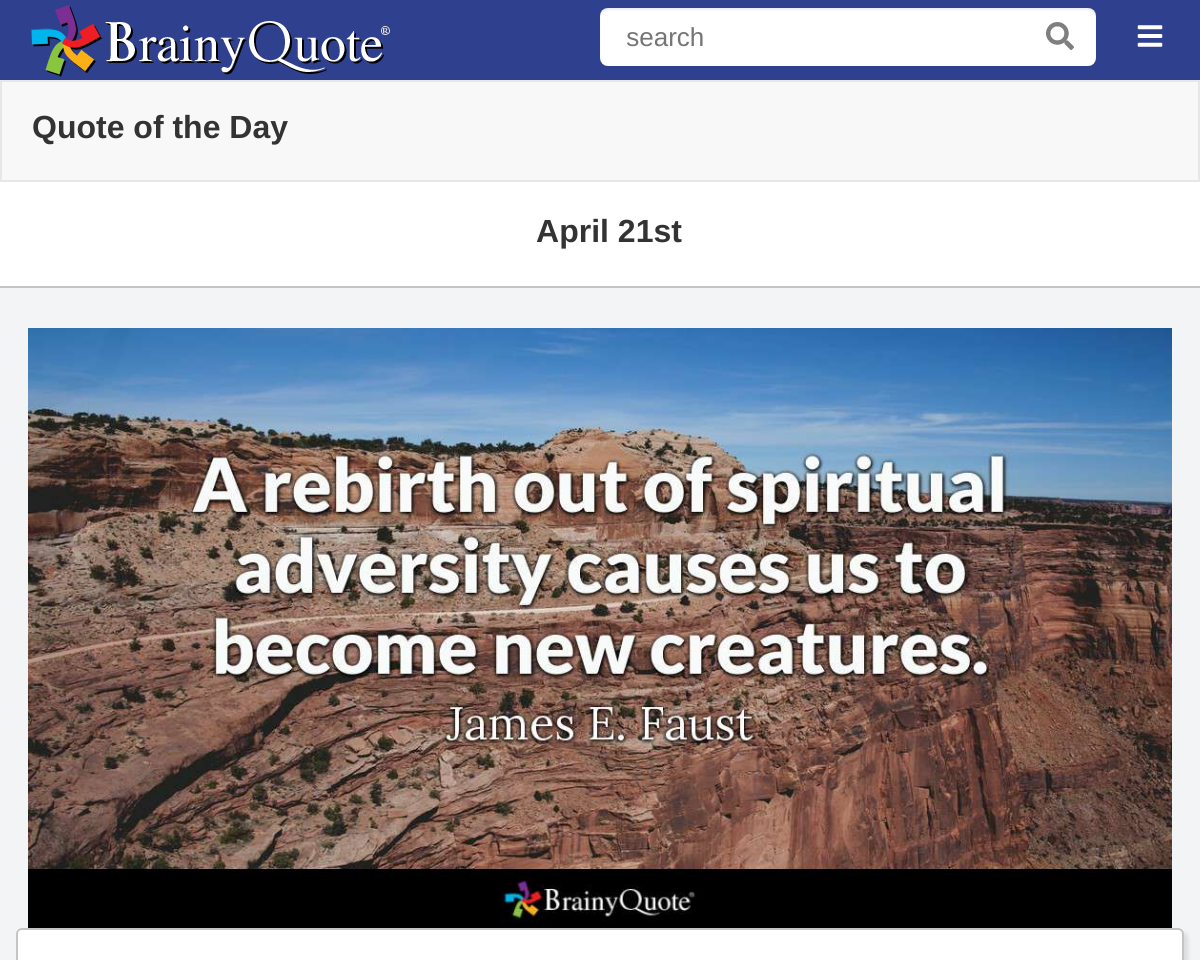 BrainyQuote®
search
Quote of the Day
April 21st
A rebirth out of spiritual
adversity causes us to
become new creatures.
James E. Faust
BrainyQuote®